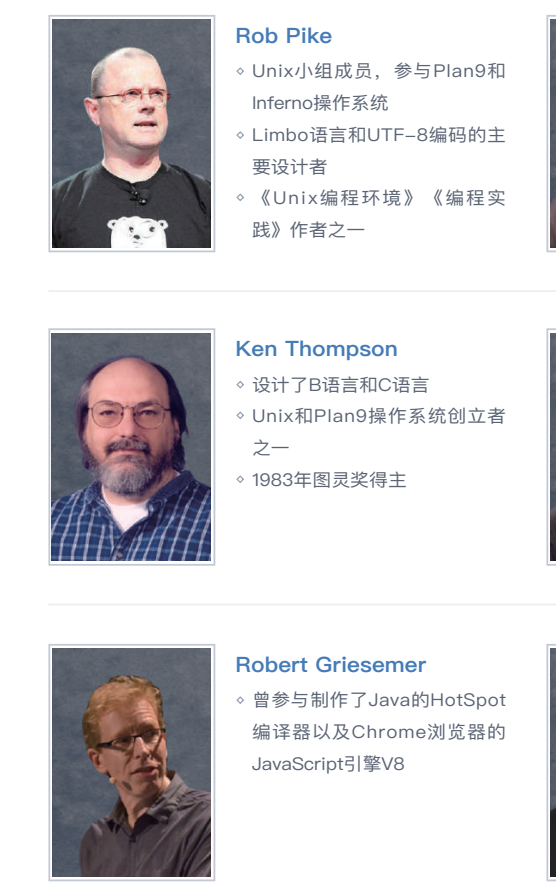 Rob Pike
◇ Unix小组成员，参与Plan9和
Inferno操作系统
◇ Limbo语言和UTF-8编码的主
要设计者
◇ 《Unix编程环境》《编程实
践》作者之一
Ken Thompson
◇ 设计了B语言和C语言
◇ Unix和Plan9操作系统创立者
之一
◇ 1983年图灵奖得主
Robert Griesemer
◇ 曾参与制作了Java的HotSpot
编译器以及Chrome浏览器的
JavaScript引擎V8